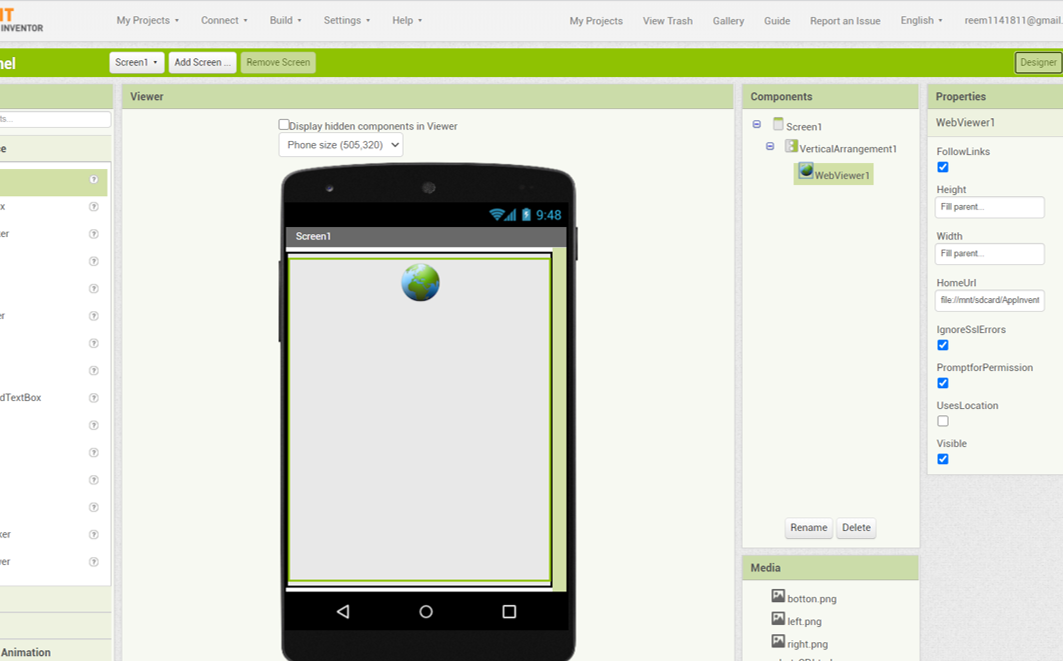 IT
INVENTOR
My Projects
Connect
Build
Settings
Help
My Projects
View Trash
Gallery
Guide
Report an Issue
English
reem1141811@gmail.
nel
Screen1
Add Screen ...
Remove Screen
Designer
Viewer
Display hidden components in Viewer
Phone size (505,320)
9:48
Screen1
ts...
ce
x
er
er
dTextBox
ker
er
Animation
Components
Screen1
VerticalArrangement1
WebViewer1
Rename
Delete
Media
botton.png
left.png
right.png
Properties
WebViewer1
FollowLinks
Height
Fill parent...
Width
Fill parent...
HomeUrl
file://mnt/sdcard/AppInvent
IgnoreSslErrors
PromptforPermission
UsesLocation
Visible